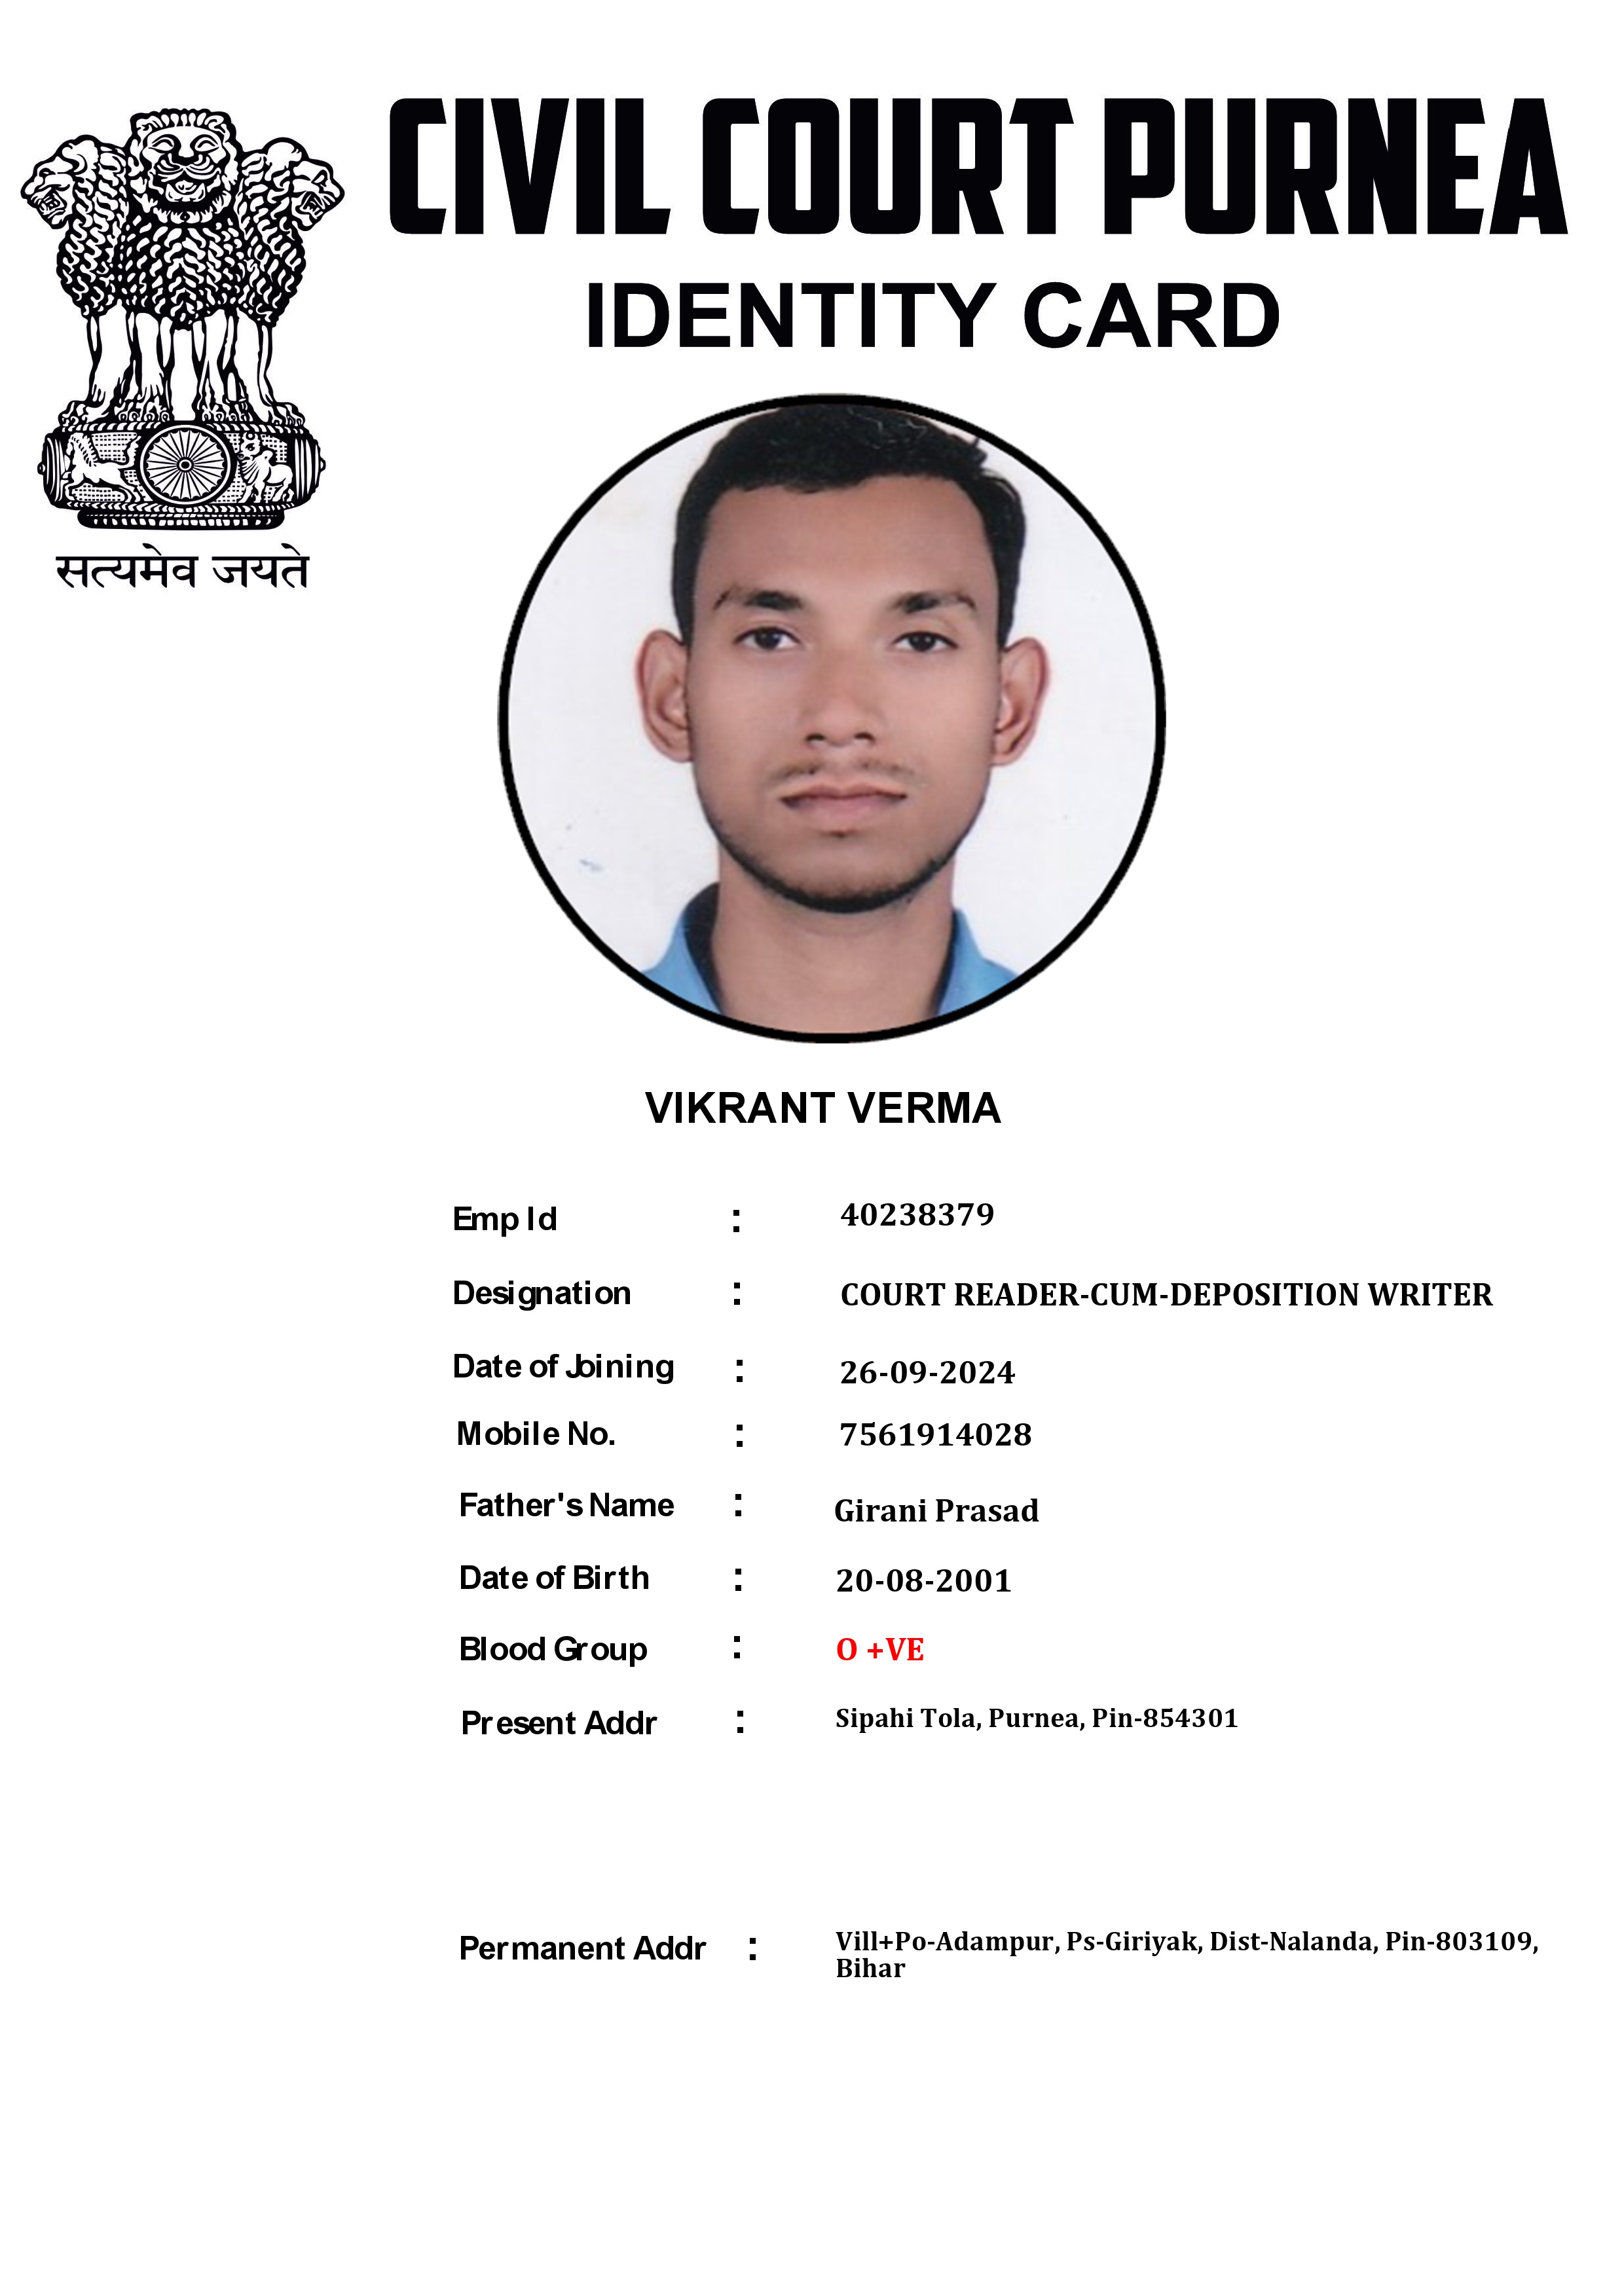 CIVIL COURT PURNEA
IDENTITY CARD
सत्यमेव जयते
VIKRANT VERMA
Emp Id : 40238379
Designation : COURT READER-CUM-DEPOSITION WRITER
Date of Joining : 26-09-2024
Mobile No. : 7561914028
Father's Name : Girani Prasad
Date of Birth : 20-08-2001
Blood Group : O +VE
Present Addr : Sipahi Tola, Purnea, Pin-854301
Permanent Addr : Vill+Po-Adampur, Ps-Giriyak, Dist-Nalanda, Pin-803109,
Bihar